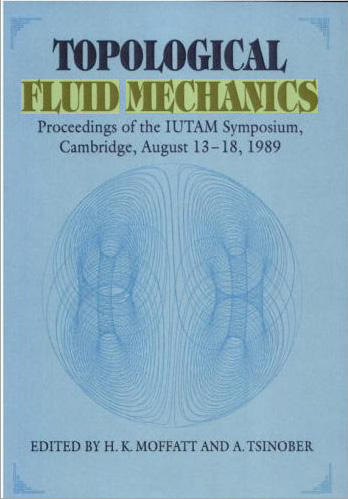 TOPOLOGICAL
FLUID MECHANICS
Proceedings of the IUTAM Symposium,
Cambridge, August 13–18, 1989
EDITED BY H. K. MOFFATT AND A. TSINOBER